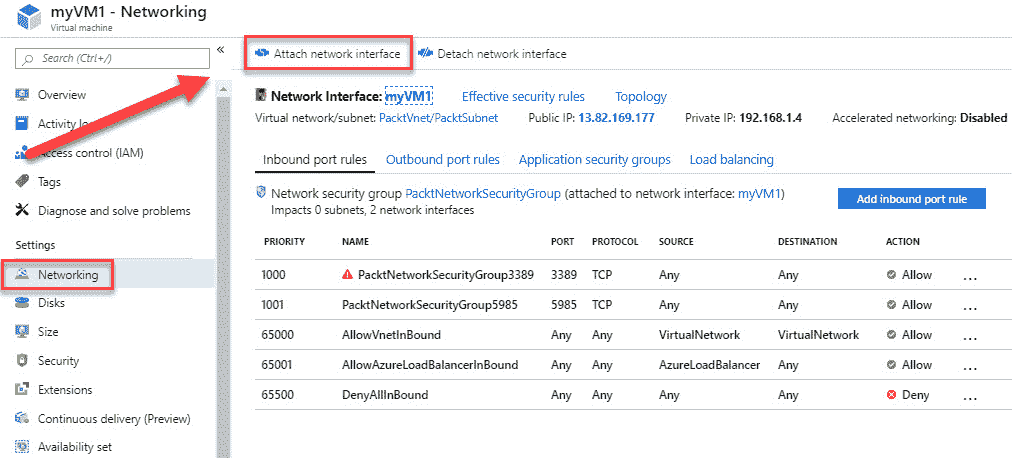 myVM1 - Networking
Virtual machine
Search (Ctrl+/)
«
Overview
Activity
Access control (IAM)
Tags
Diagnose and solve problems
Settings
Networking
Disks
Size
Security
Extensions
Continuous delivery (Preview)
Availability set
Attach network interface Detach network interface
Network Interface: myVM1 Effective security rules Topology
Virtual network/subnet: PacktVnet/PacktSubnet Public IP: 13.82.169.177 Private IP: 192.168.1.4 Accelerated networking: Disabled
Inbound port rules Outbound port rules Application security groups Load balancing
Network security group PacktNetworkSecurityGroup (attached to network interface: myVM1)
Impacts 0 subnets, 2 network interfaces
Add inbound port rule
PRIORITY NAME PORT PROTOCOL SOURCE DESTINATION ACTION
1000 PacktNetworkSecurityGroup3389 3389 TCP Any Any Allow ...
1001 PacktNetworkSecurityGroup5985 5985 TCP Any Any Allow ...
65000 AllowVnetInBound Any Any VirtualNetwork VirtualNetwork Allow ...
65001 AllowAzureLoadBalancerInBound Any Any AzureLoadBalancer Any Allow ...
65500 DenyAllInBound Any Any Any Any Deny ...